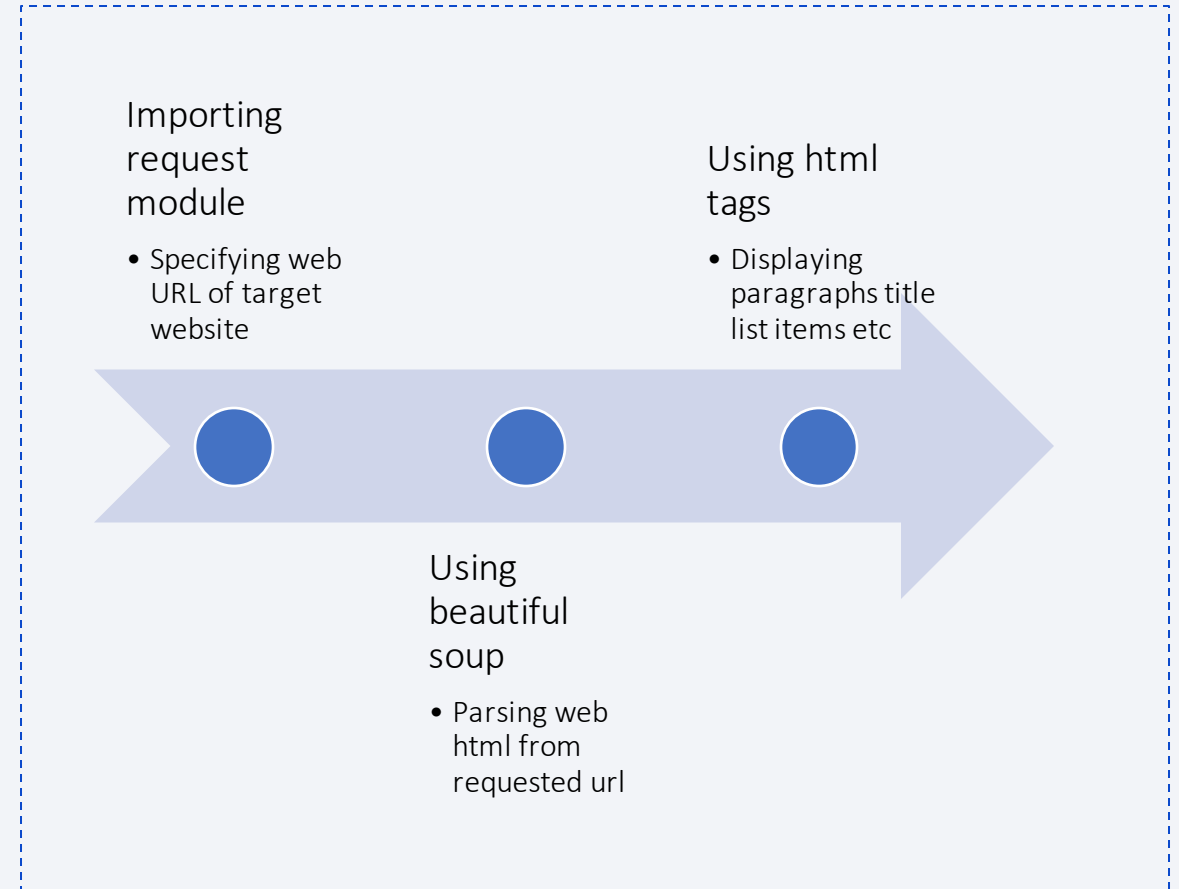 Importing
request
module
• Specifying web
URL of target
website
Using beautiful
soup
• Parsing web
html from
requested url
Using html
tags
• Displaying
paragraphs title
list items etc